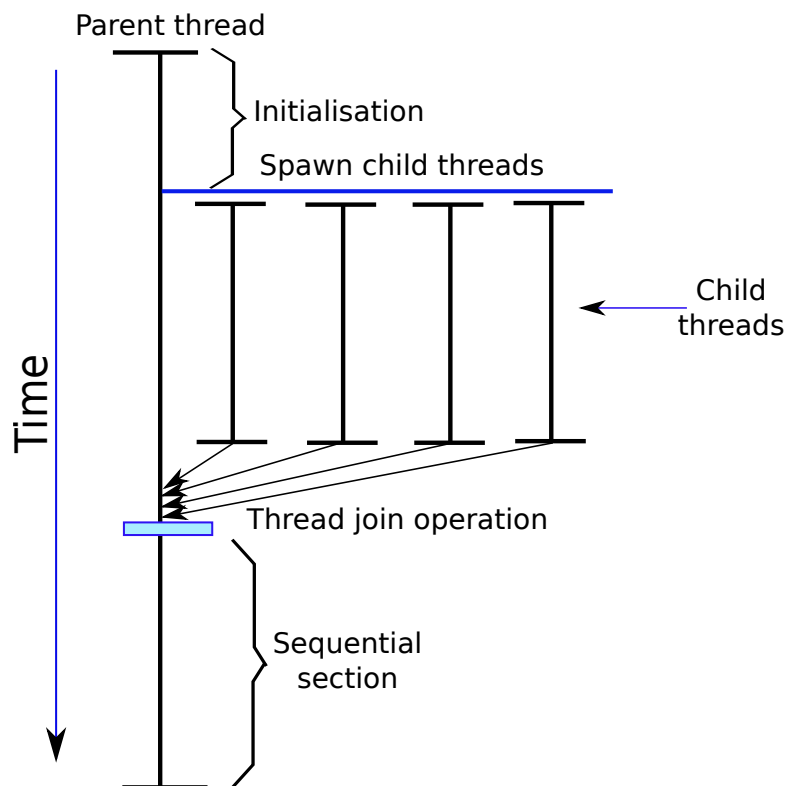 Parent thread
Initialisation
Spawn child threads
Child
threads
Time
Thread join operation
Sequential
section